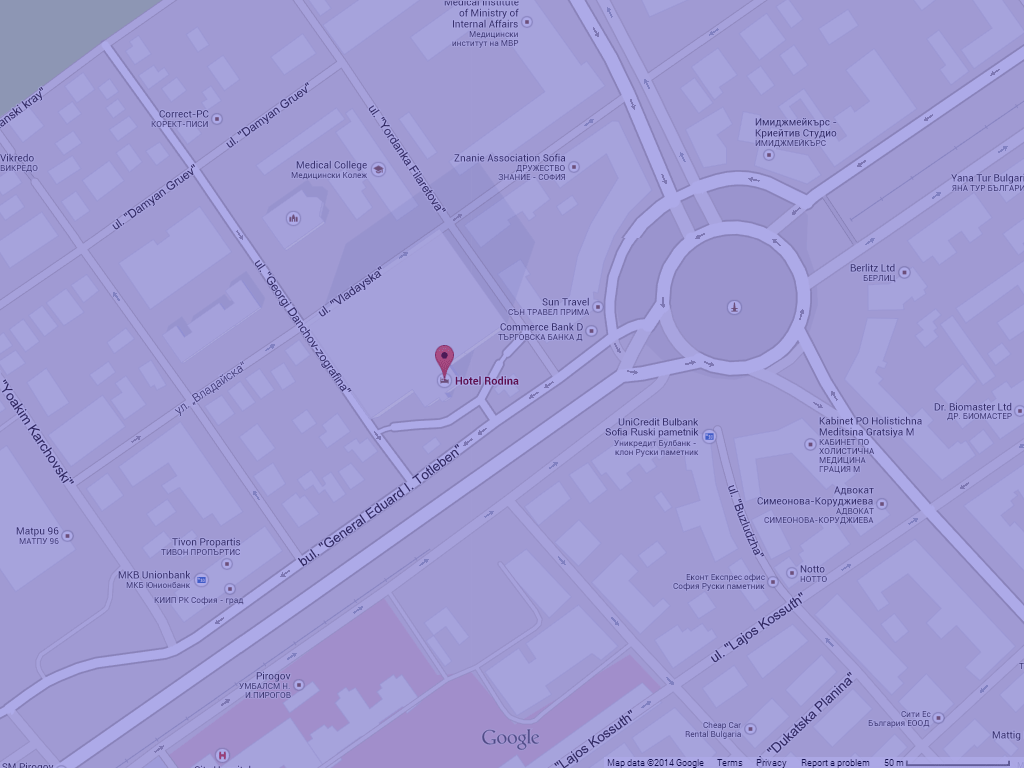 Medical Institute
of Ministry of
Internal Affairs
Медицински
институт на МВР
Correct-PC
КОРЕКТ-ПИСИ
ul. "Damyan Gruev"
ul. "Yordanka Filaretova"
Имиджмейкърс -
Криейтив Студио
ИМИДЖМЕЙКЪРС
Vikredo
ВИКРЕДО
Medical College
Медицински Колеж
Znanie Association Sofia
ДРУЖЕСТВО
ЗНАНИЕ - СОФИЯ
Yana Tur Bulgari
ЯНА ТУР БЪЛГАРИ
ul. "Damyan Gruev"
ul. "Georgi Danchov-zografina"
ul. "Vladayska"
Berlitz Ltd
БЕРЛИЦ
Sun Travel
СЪН ТРАВЕЛ ПРИМА
Commerce Bank D
ТЪРГОВСКА БАНКА Д
Hotel Rodina
ul. "Владайска"
"Yoakim Karchovski"
UniCredit Bulbank
Sofia Ruski pametnik
Уникредит Булбанк -
клон Руски паметник
Kabinet PO Holistichna
Meditsina Gratsiya M
КАБИНЕТ ПО
ХОЛИСТИЧНА
МЕДИЦИНА
ГРАЦИЯ М
Dr. Biomaster Ltd
ДР. БИОМАСТЕР
bul. "General Eduard I. Totleben"
Адвокат
Симеонова-Коруджиева
АДВОКАТ
СИМЕОНОВА-КОРУДЖИЕВА
ul. "Buzludzha"
Матри 96
МАТПУ 96
Tivon Propartis
ТИВОН ПРОПЪРТИС
MKB Unionbank
МКБ Юнионбанк
КИИП РК София - град
Еконт Експрес офис
София Руски паметник
Notto
НОТТО
ul. "Lajos Kossuth"
Pirogov
УМБАЛСМ Н
И ПИРОГОВ
"Lajos Kossuth"
"Dukatska Planina"
Cheap Car
Rental Bulgaria
Сити Ес
България ЕООД
Mattig
Google
SM Pirogov
Map data ©2014 Google Terms Privacy Report a problem 50 m